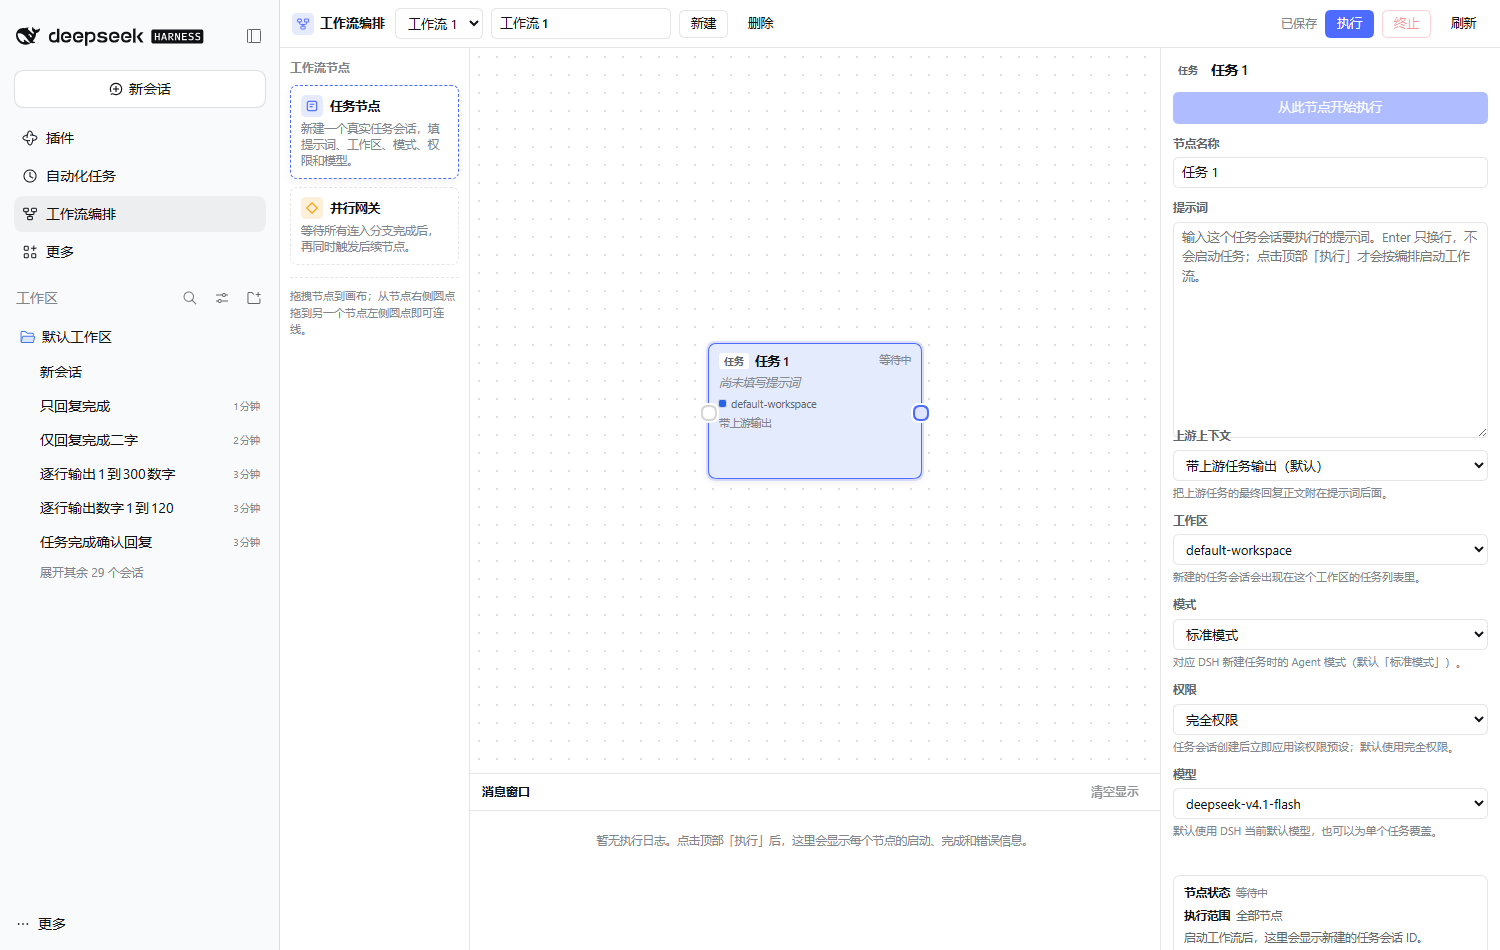 deepseek HARNESS
新会话
插件
自动化任务
工作流编排
更多
工作区
默认工作区
新会话
只回复完成 1分钟
仅回复完成二字 2分钟
逐行输出1到300数字 3分钟
逐行输出数字1到120 3分钟
任务完成确认回复 3分钟
展开其余 29 个会话
更多
工作流编排 工作流 1 工作流 1 新建 删除 已保存 执行 终止 刷新
工作流节点
任务节点
新建一个真实任务会话，填
提示词、工作区、模式、权
限和模型。
并行网关
等待所有连入分支完成后，
再同时触发后续节点。
拖拽节点到画布；从节点右侧圆点
拖到另一个节点左侧圆点即可连
线。
任务 任务 1 等待中
尚未填写提示词
default-workspace
带上游输出
消息窗口 清空显示
暂无执行日志。点击顶部「执行」后，这里会显示每个节点的启动、完成和错误信息。
任务 任务 1
从此节点开始执行
节点名称
任务 1
提示词
输入这个任务会话要执行的提示词。Enter 只换行，不
会启动任务；点击顶部「执行」才会按编排启动工作
流。
上游上下文
带上游任务输出（默认）
把上游任务的最终回复正文附在提示词后面。
工作区
default-workspace
新建的任务会话会出现在这个工作区的任务列表里。
模式
标准模式
对应 DSH 新建任务时的 Agent 模式（默认「标准模式」）。
权限
完全权限
任务会话创建后立即应用该权限预设；默认使用完全权限。
模型
deepseek-v4.1-flash
默认使用 DSH 当前默认模型，也可以为单个任务覆盖。
节点状态 等待中
执行范围 全部节点
启动工作流后，这里会显示新建的任务会话 ID。